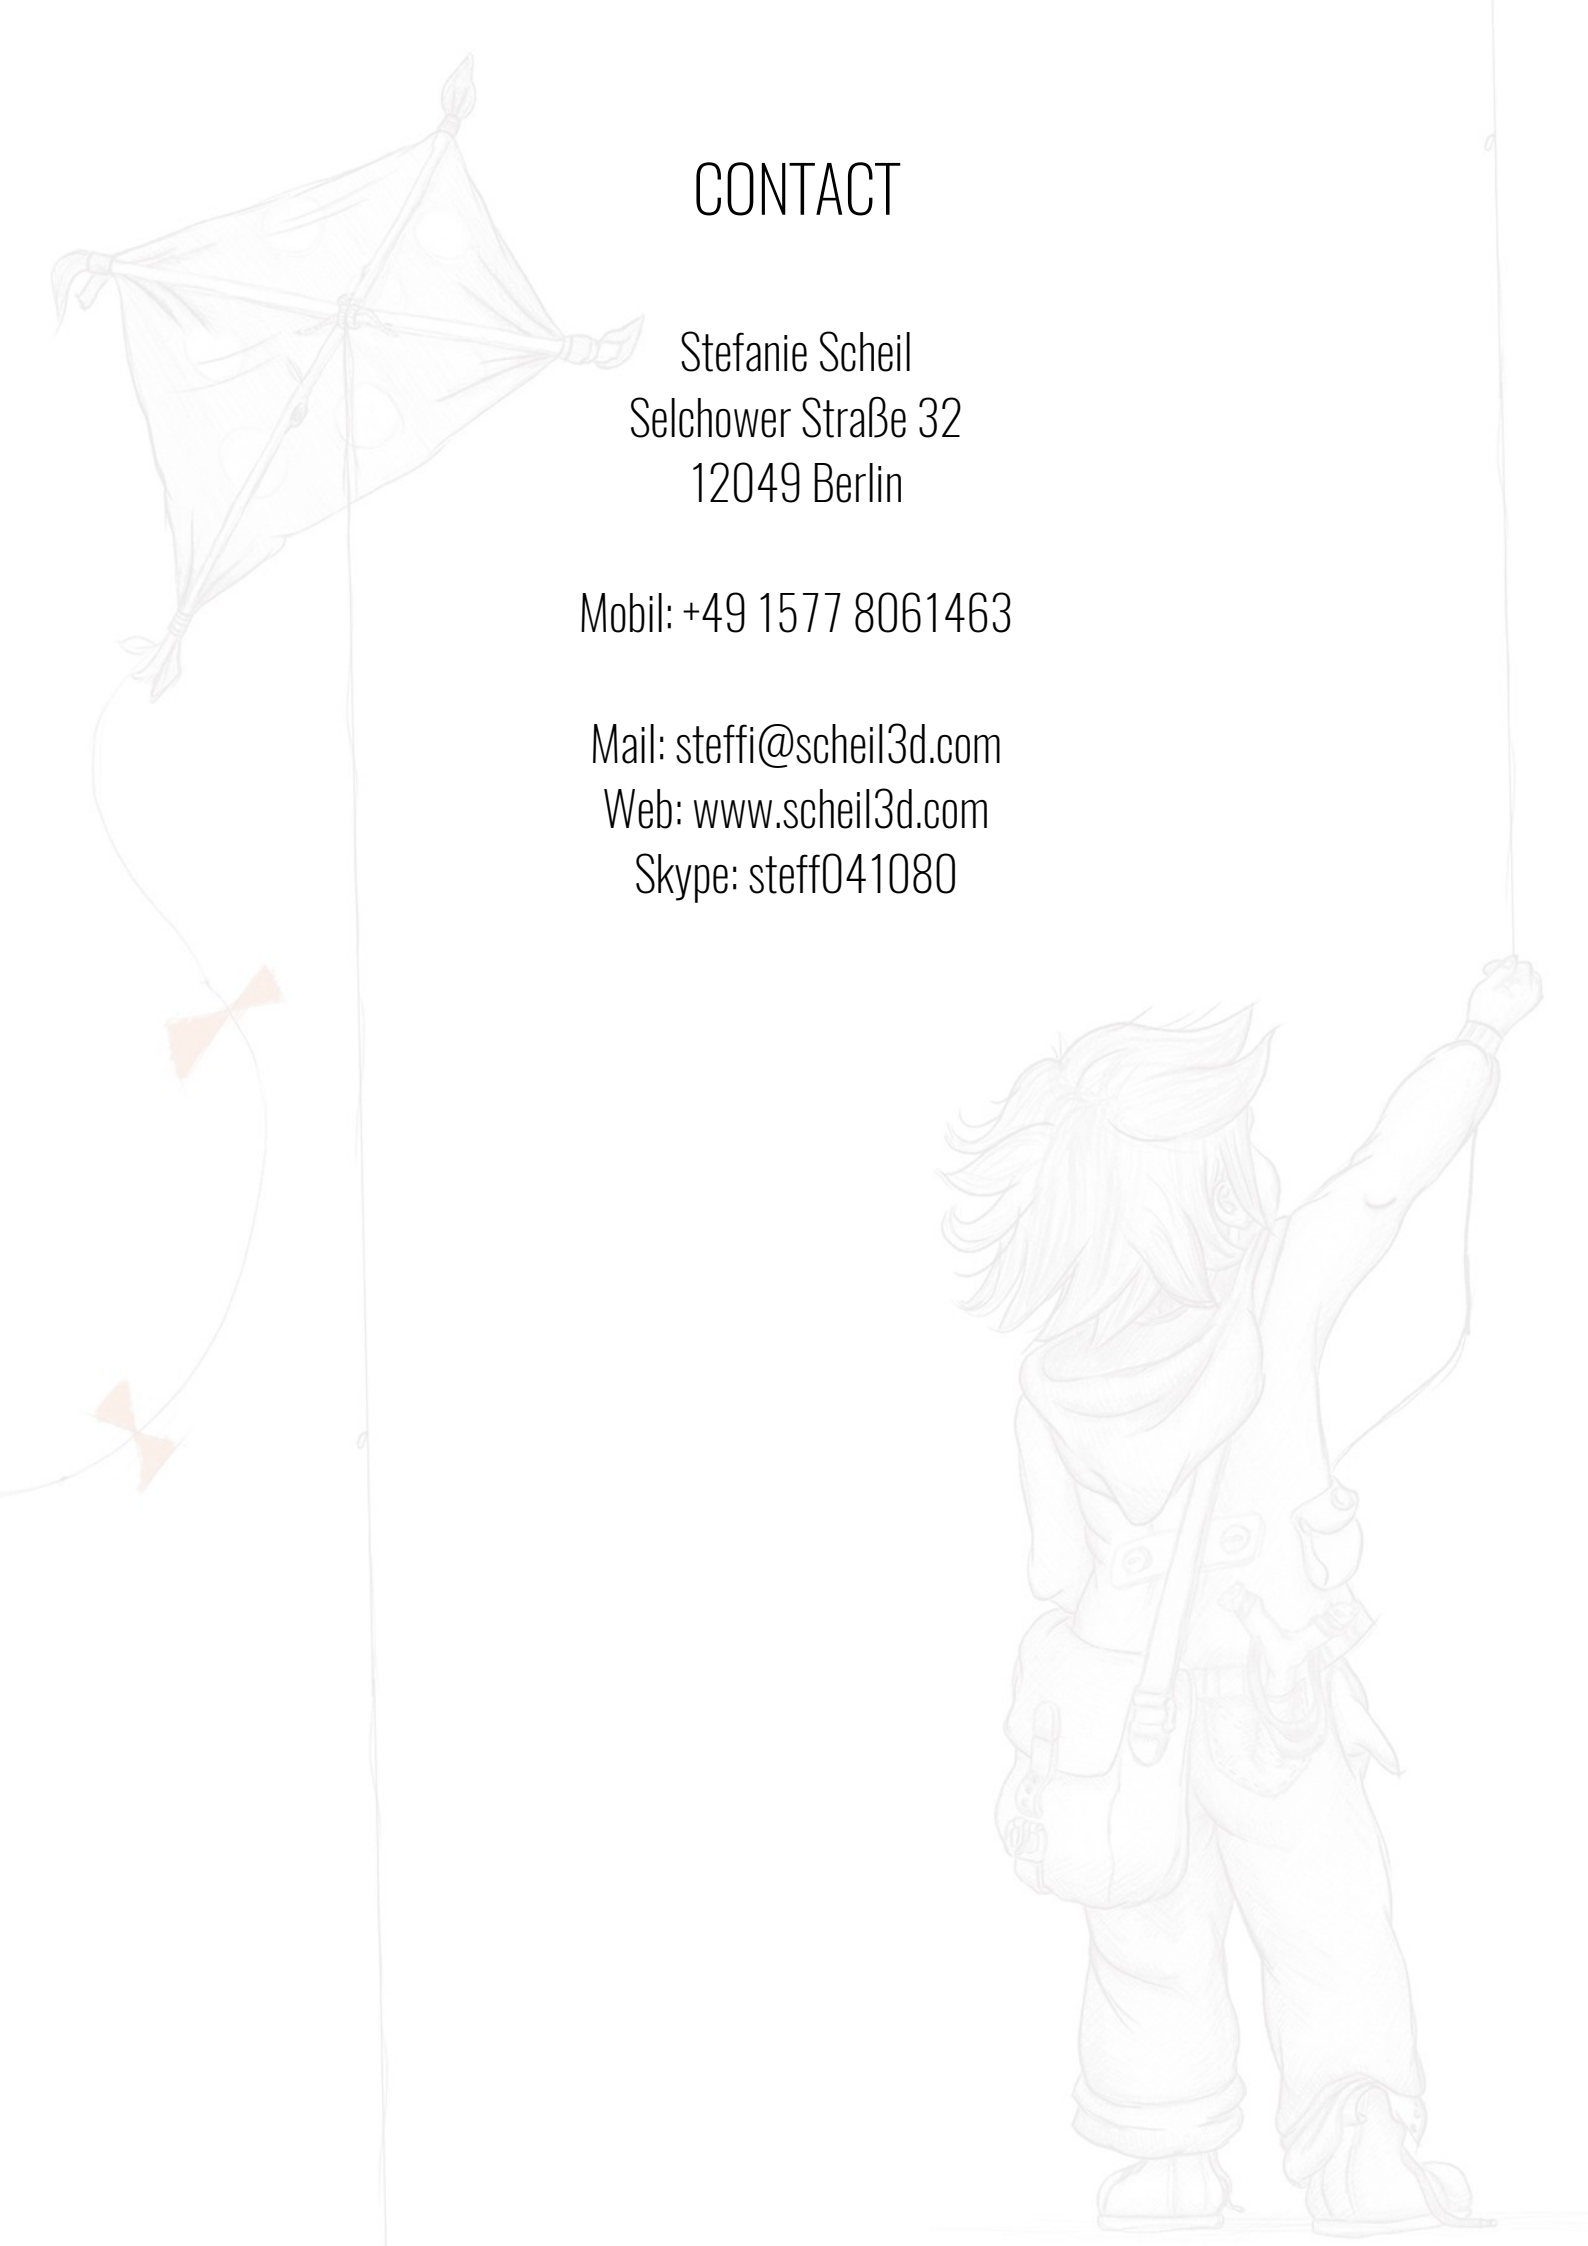 CONTACT
Stefanie Scheil
Selchower Straße 32
12049 Berlin
Mobil: +49 1577 8061463
Mail: steffi@scheil3d.com
Web: www.scheil3d.com
Skype: steff041080